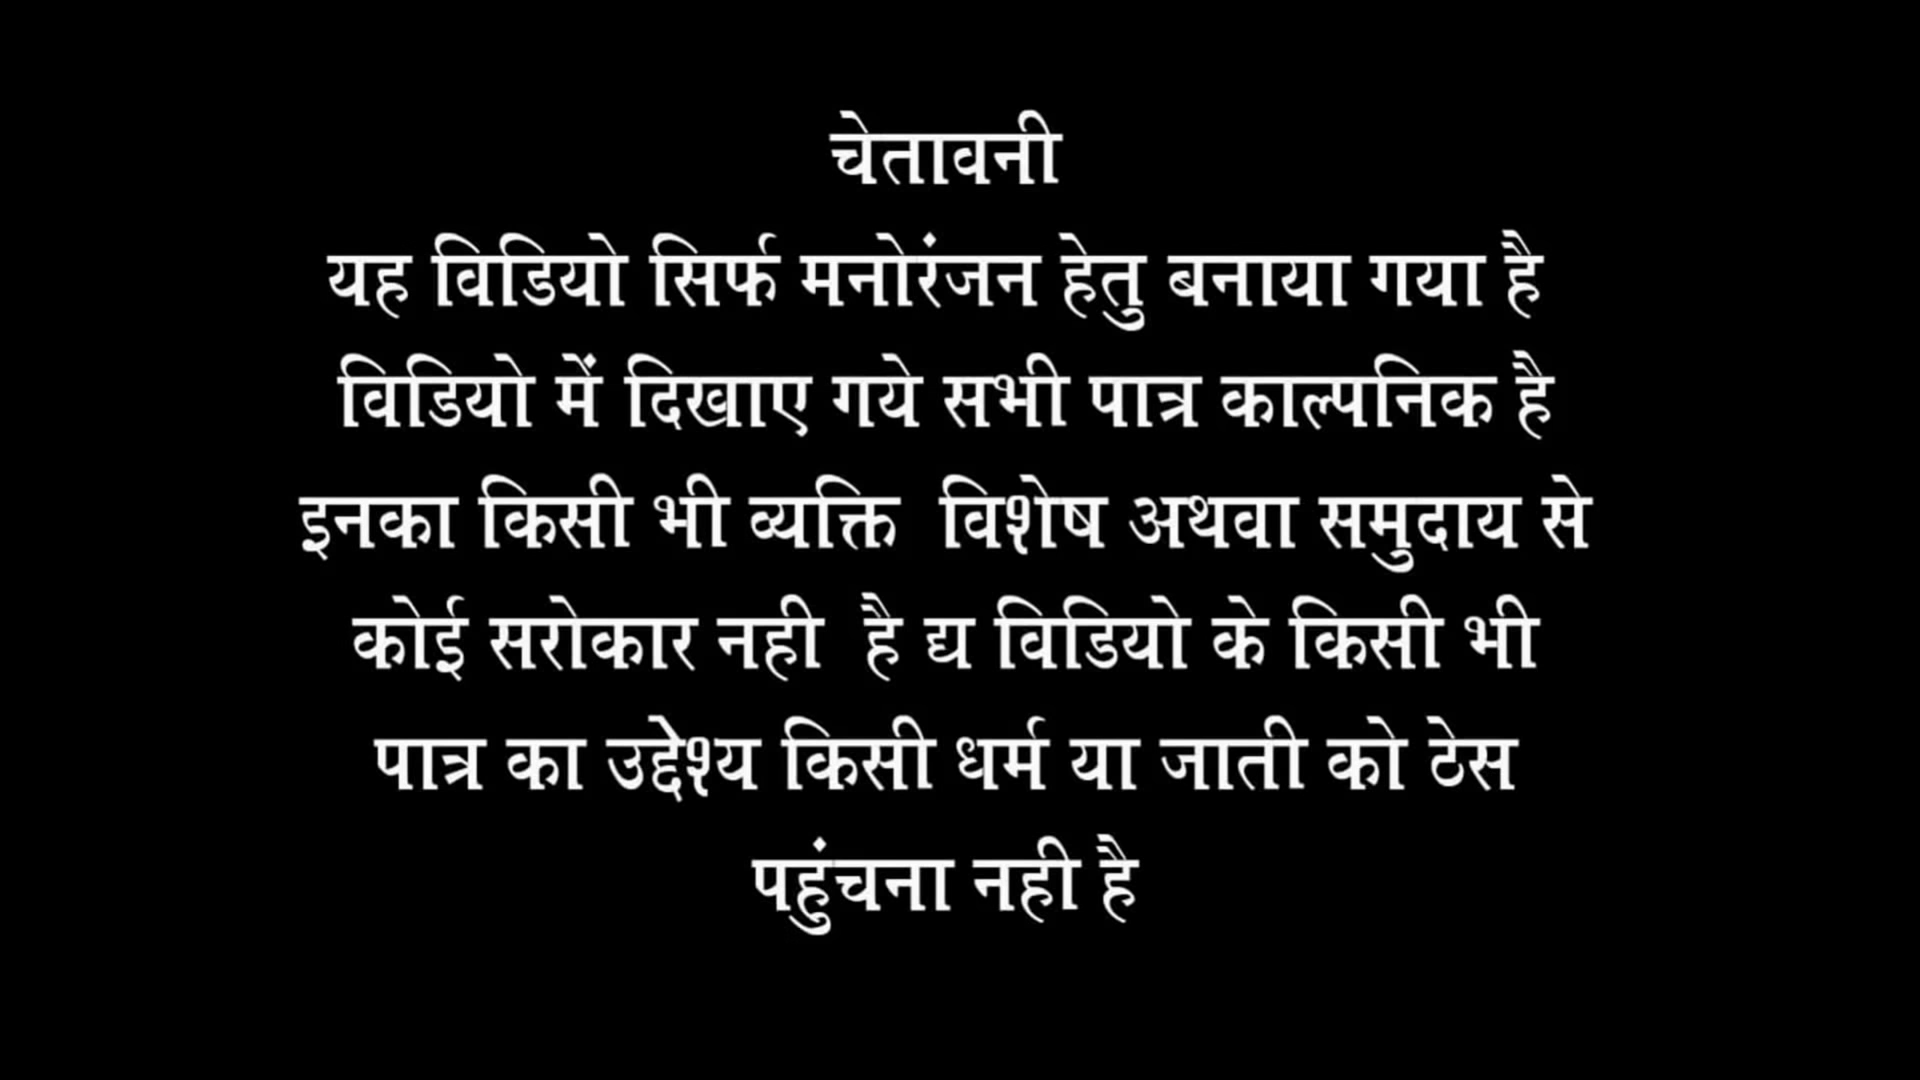 चेतावनी
यह विडियो सिर्फ मनोरंजन हेतु बनाया गया है
विडियो में दिखाए गये सभी पात्र काल्पनिक है
इनका किसी भी व्यक्ति विशेष अथवा समुदाय से
कोई सरोकार नही है द्य विडियो के किसी भी
पात्र का उद्देश्य किसी धर्म या जाती को ठेस
पहुंचना नही है